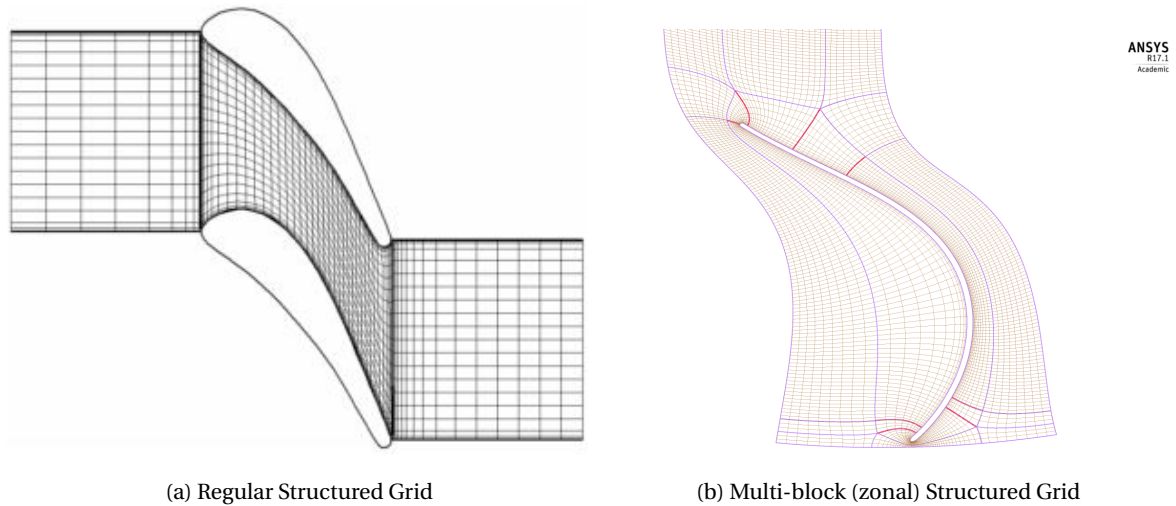 ANSYS
R17.1
Academic
(a) Regular Structured Grid
(b) Multi-block (zonal) Structured Grid